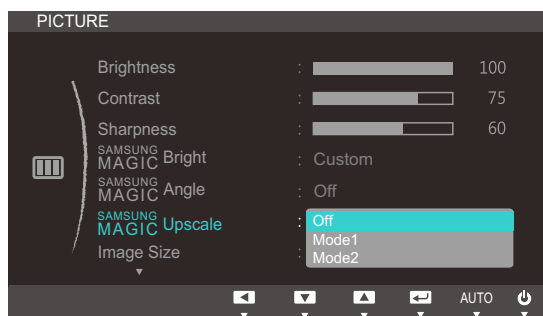 PICTURE
Brightness : 100
Contrast : 75
Sharpness : 60
SAMSUNG MAGIC Bright : Custom
SAMSUNG MAGIC Angle : Off
SAMSUNG MAGIC Upscale : Off
Mode1
Image Size : Mode2
AUTO